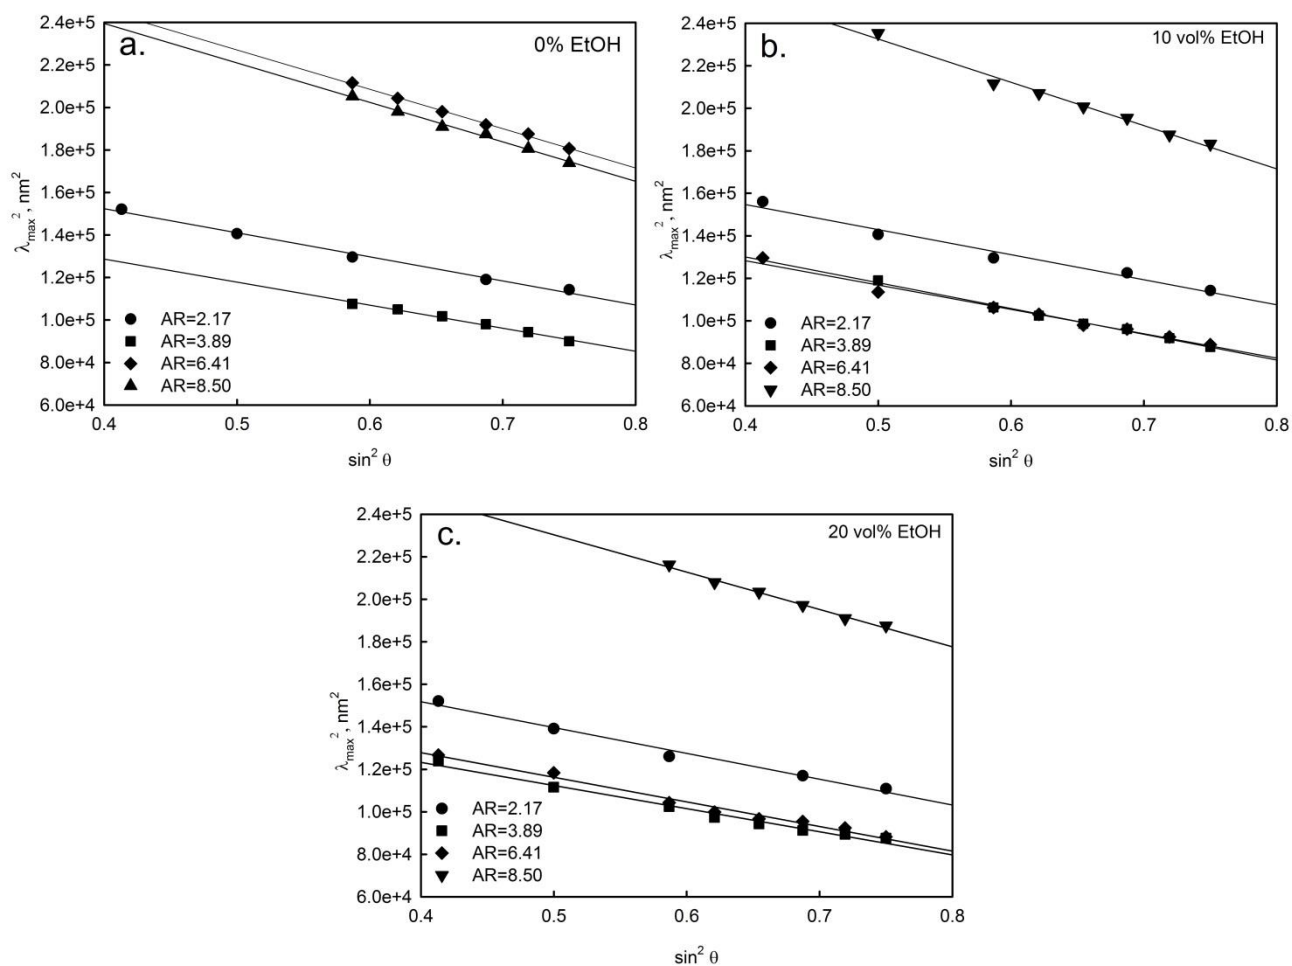 a.
0% EtOH
2.4e+5
2.2e+5
2.0e+5
1.8e+5
1.6e+5
1.4e+5
1.2e+5
1.0e+5
8.0e+4
6.0e+4
λmax², nm²
AR=2.17
AR=3.89
AR=6.41
AR=8.50
0.4 0.5 0.6 0.7 0.8
sin² θ
b.
10 vol% EtOH
2.4e+5
2.2e+5
2.0e+5
1.8e+5
1.6e+5
1.4e+5
1.2e+5
1.0e+5
8.0e+4
6.0e+4
λmax², nm²
AR=2.17
AR=3.89
AR=6.41
AR=8.50
0.4 0.5 0.6 0.7 0.8
sin² θ
c.
20 vol% EtOH
2.4e+5
2.2e+5
2.0e+5
1.8e+5
1.6e+5
1.4e+5
1.2e+5
1.0e+5
8.0e+4
6.0e+4
λmax², nm²
AR=2.17
AR=3.89
AR=6.41
AR=8.50
0.4 0.5 0.6 0.7 0.8
sin² θ